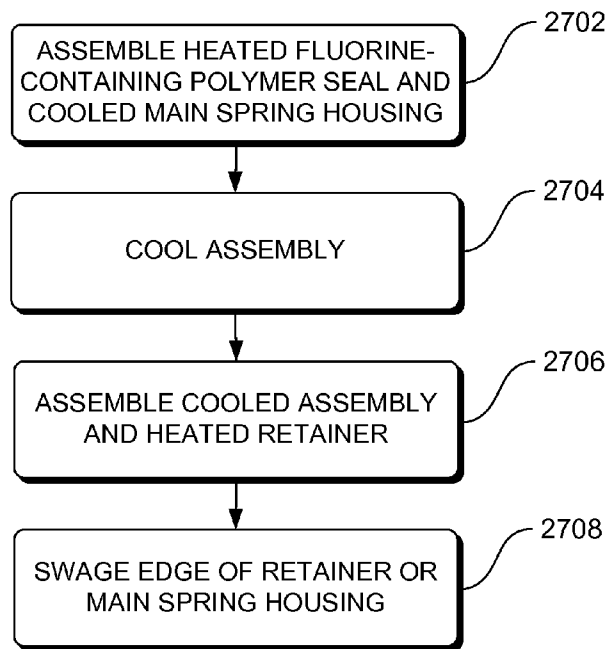 ASSEMBLE HEATED FLUORINE-
CONTAINING POLYMER SEAL AND
COOLED MAIN SPRING HOUSING
2702
COOL ASSEMBLY
2704
ASSEMBLE COOLED ASSEMBLY
AND HEATED RETAINER
2706
SWAGE EDGE OF RETAINER OR
MAIN SPRING HOUSING
2708